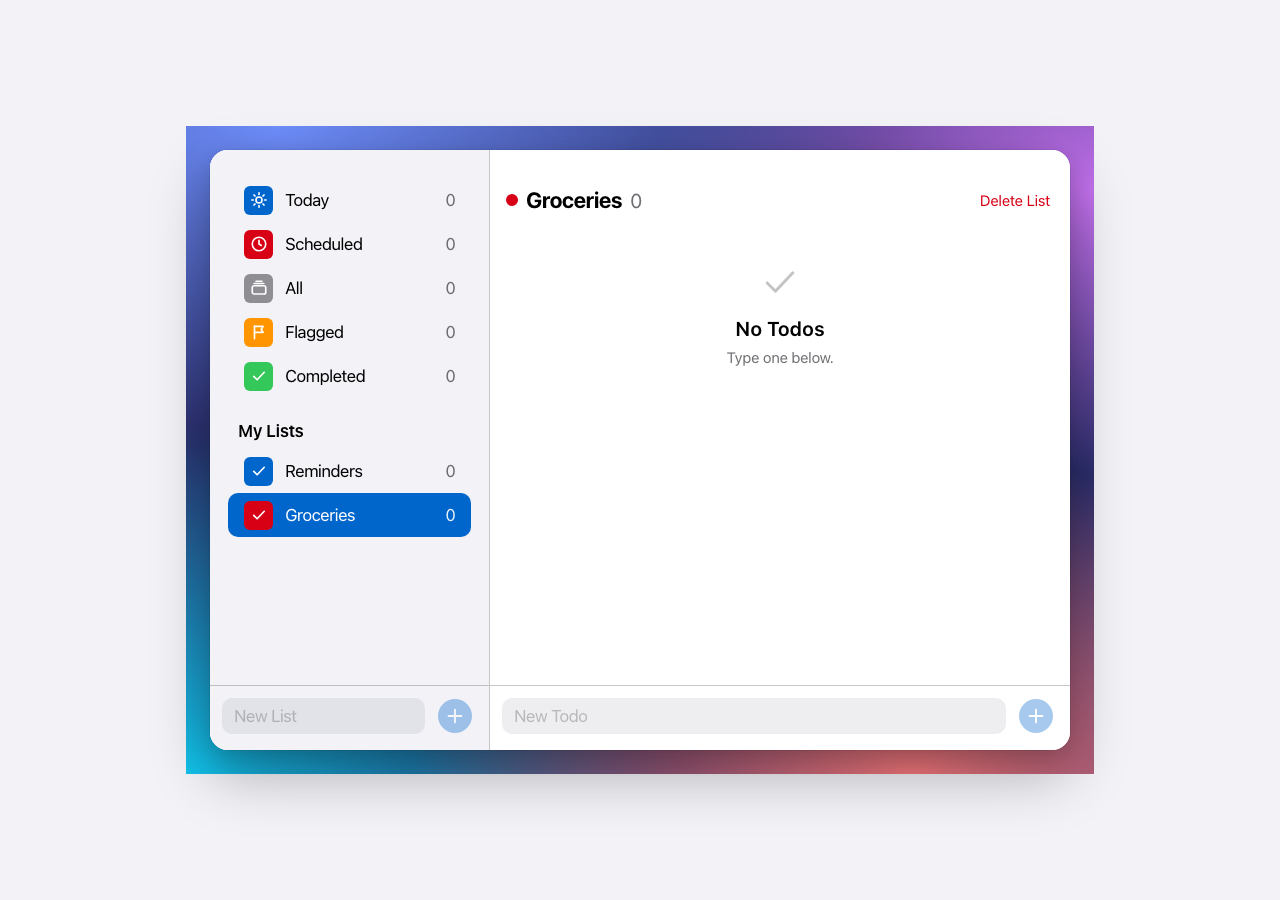 Today 0
Scheduled 0
All 0
Flagged 0
Completed 0
My Lists
Reminders 0
Groceries 0
New List
Groceries 0
Delete List
No Todos
Type one below.
New Todo